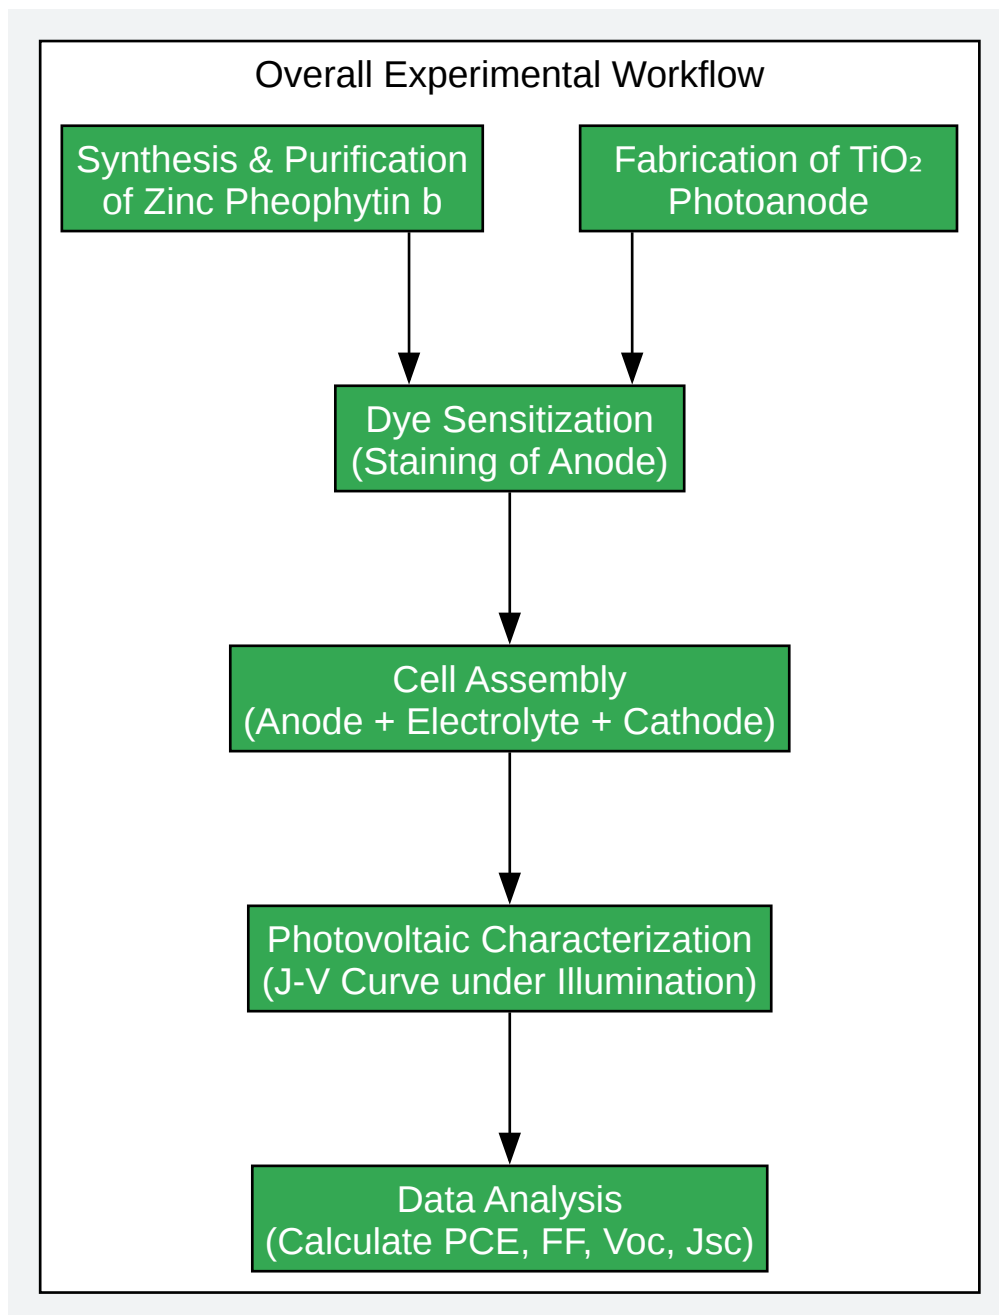 Overall Experimental Workflow
Synthesis & Purification
of Zinc Pheophytin b
Fabrication of TiO₂
Photoanode
Dye Sensitization
(Staining of Anode)
Cell Assembly
(Anode + Electrolyte + Cathode)
Photovoltaic Characterization
(J-V Curve under Illumination)
Data Analysis
(Calculate PCE, FF, Voc, Jsc)